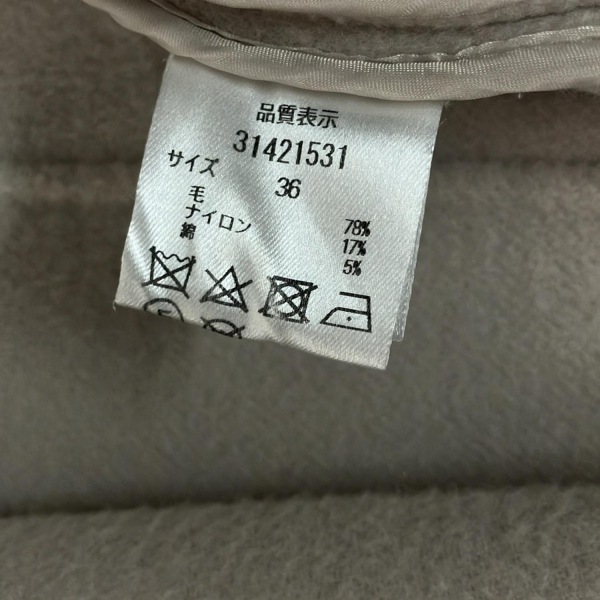 品質表示
31421531
サイズ 36
毛 78%
ナイロン 17%
綿 5%